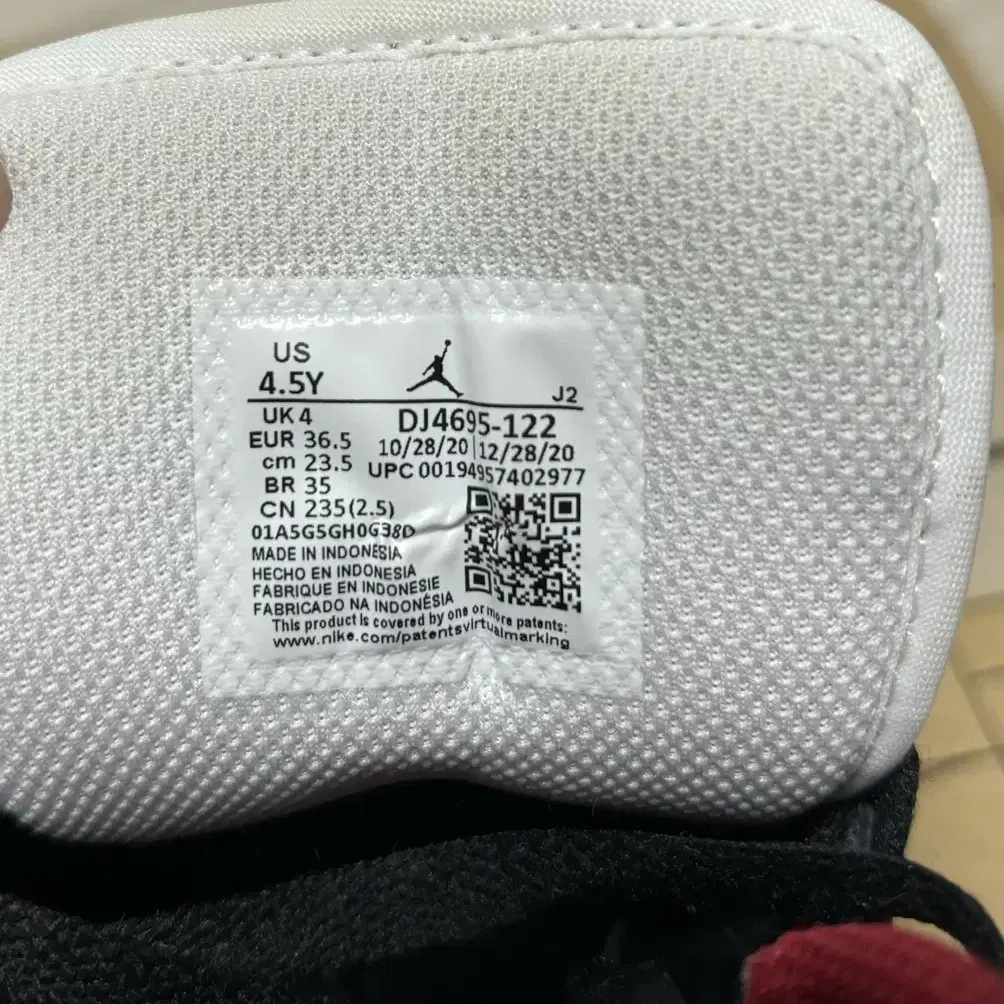 US
4.5Y
J2
UK 4
DJ4695-122
EUR 36.5
10/28/20 | 12/28/20
cm 23.5
UPC 00194957402977
BR 35
CN 235(2.5)
01A5G5GH0G38D
MADE IN INDONESIA
HECHO EN INDONESIA
FABRIQUE EN INDONESIE
FABRICADO NA INDONÉSIA
This product is covered by one or more patents:
www.nike.com/patentsvirtualmarking